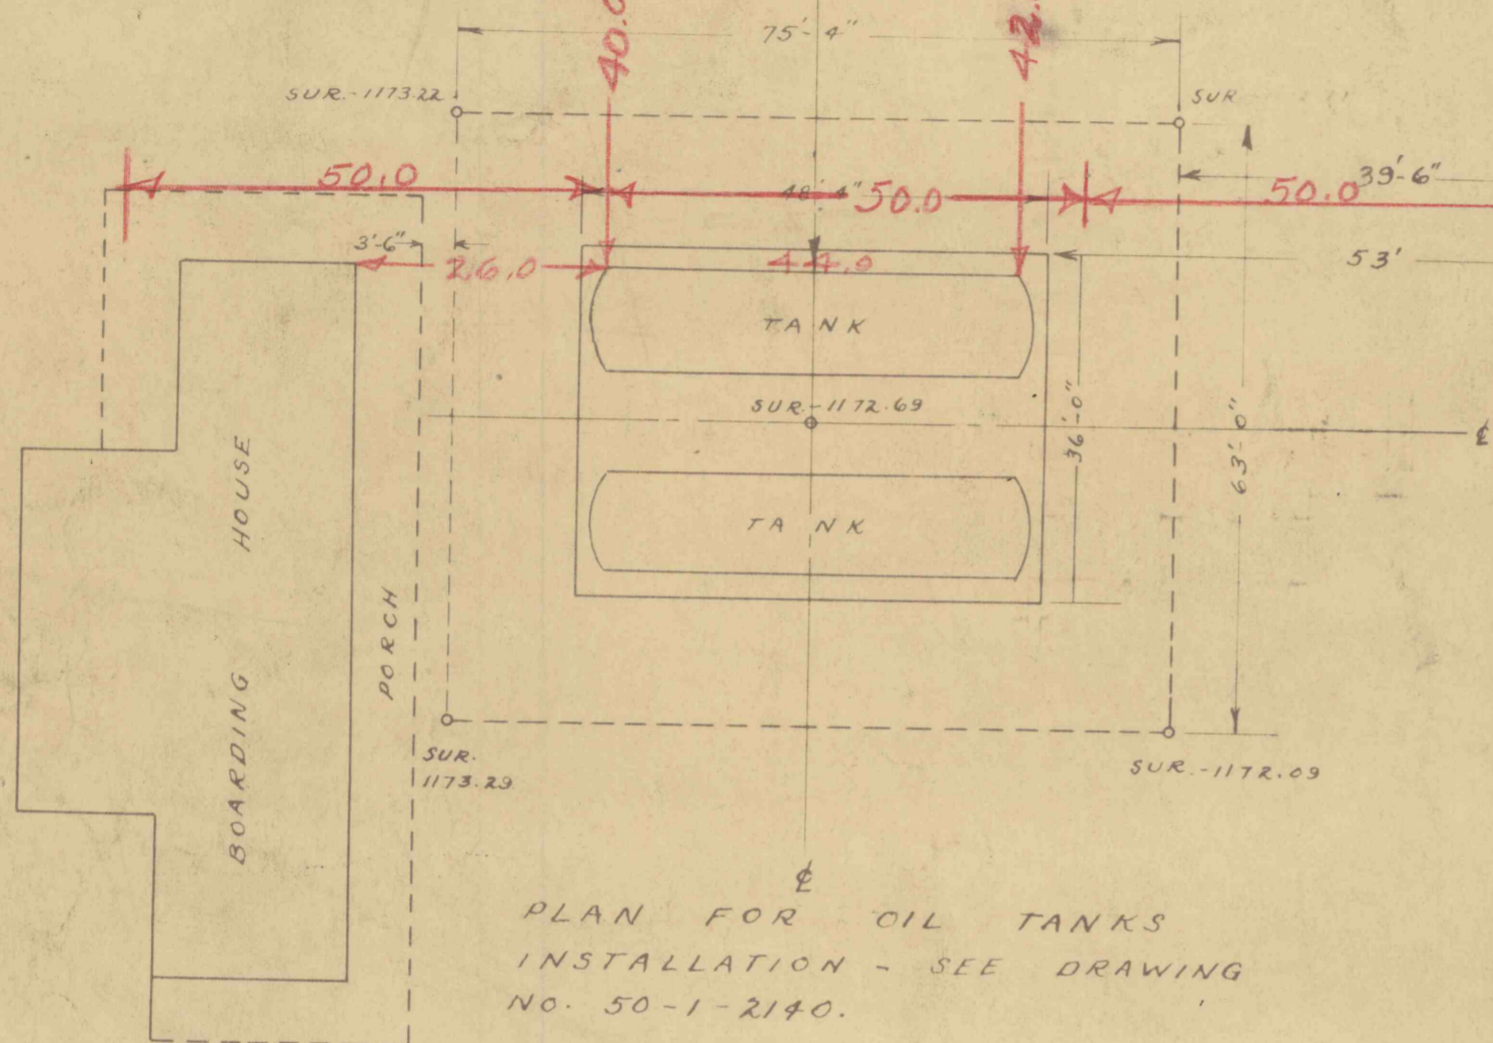 75'-4"
SUR.-1173.22
SUR
50.0
48'-4"
50.0
50.0
39'-6"
3'-6"
26.0
44.0
53'
TANK
SUR-1172.69
36'-0"
63'-0"
TANK
BOARDING HOUSE
PORCH
SUR.
1173.29
SUR.-1172.09
℄
℄
PLAN FOR OIL TANKS
INSTALLATION - SEE DRAWING
NO. 50-1-2140.